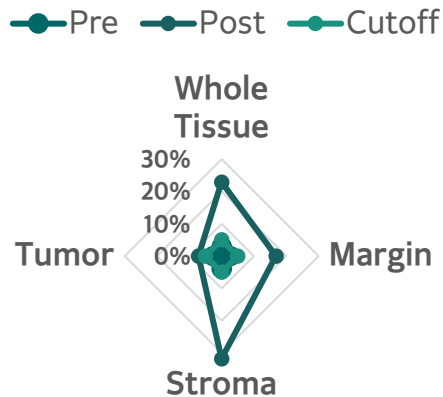 Pre Post Cutoff
Whole
Tissue
30%
20%
10%
0%
Tumor Margin
Stroma